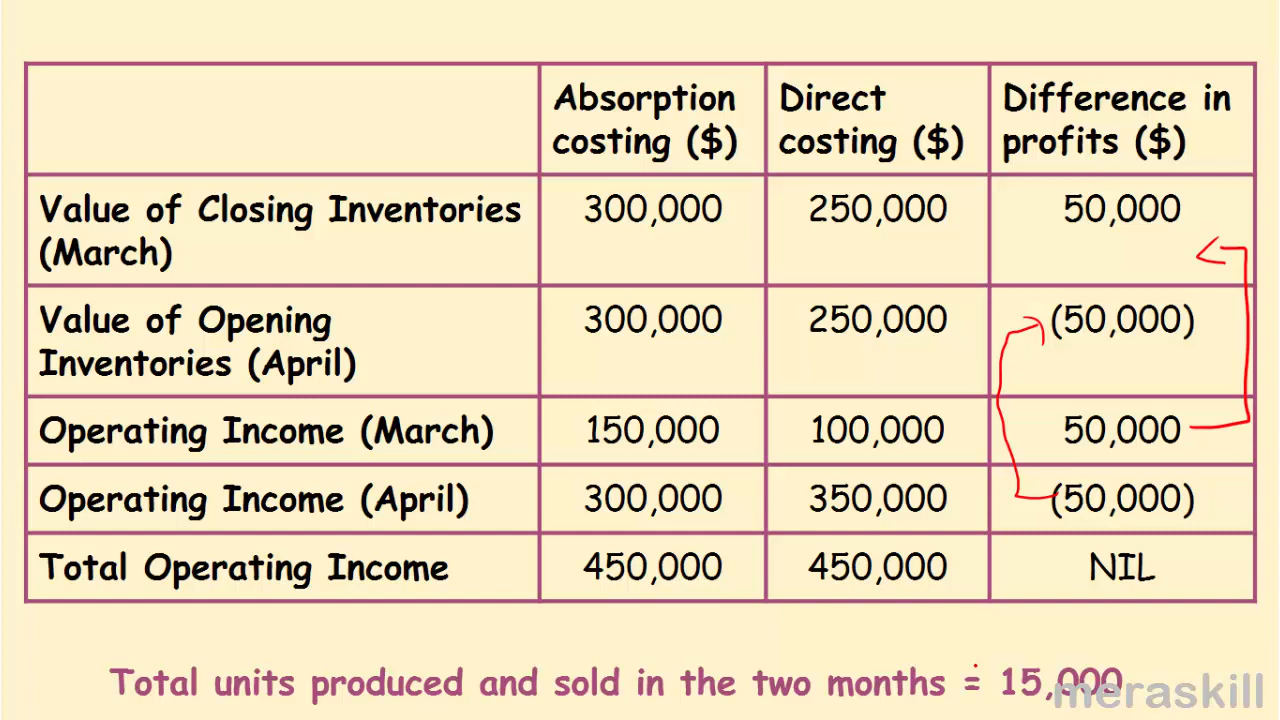 Absorption costing ($) Direct costing ($) Difference in profits ($)
Value of Closing Inventories (March) 300,000 250,000 50,000
Value of Opening Inventories (April) 300,000 250,000 (50,000)
Operating Income (March) 150,000 100,000 50,000
Operating Income (April) 300,000 350,000 (50,000)
Total Operating Income 450,000 450,000 NIL
Total units produced and sold in the two months = 15,000
meraskill